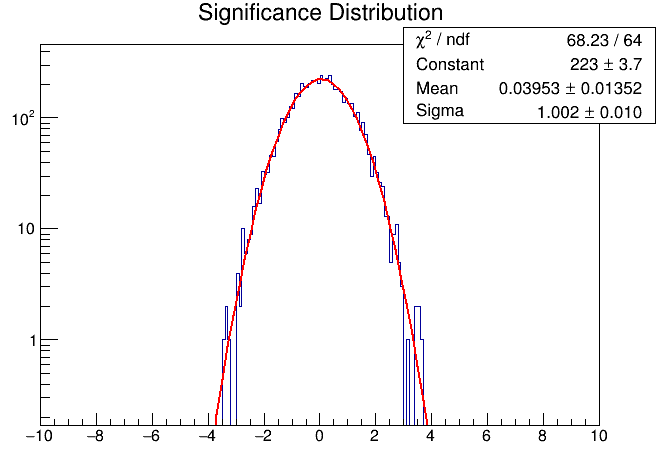 Significance Distribution
χ² / ndf 68.23 / 64
Constant 223 ± 3.7
Mean 0.03953 ± 0.01352
Sigma 1.002 ± 0.010
10²
10
1
−10 −8 −6 −4 −2 0 2 4 6 8 10